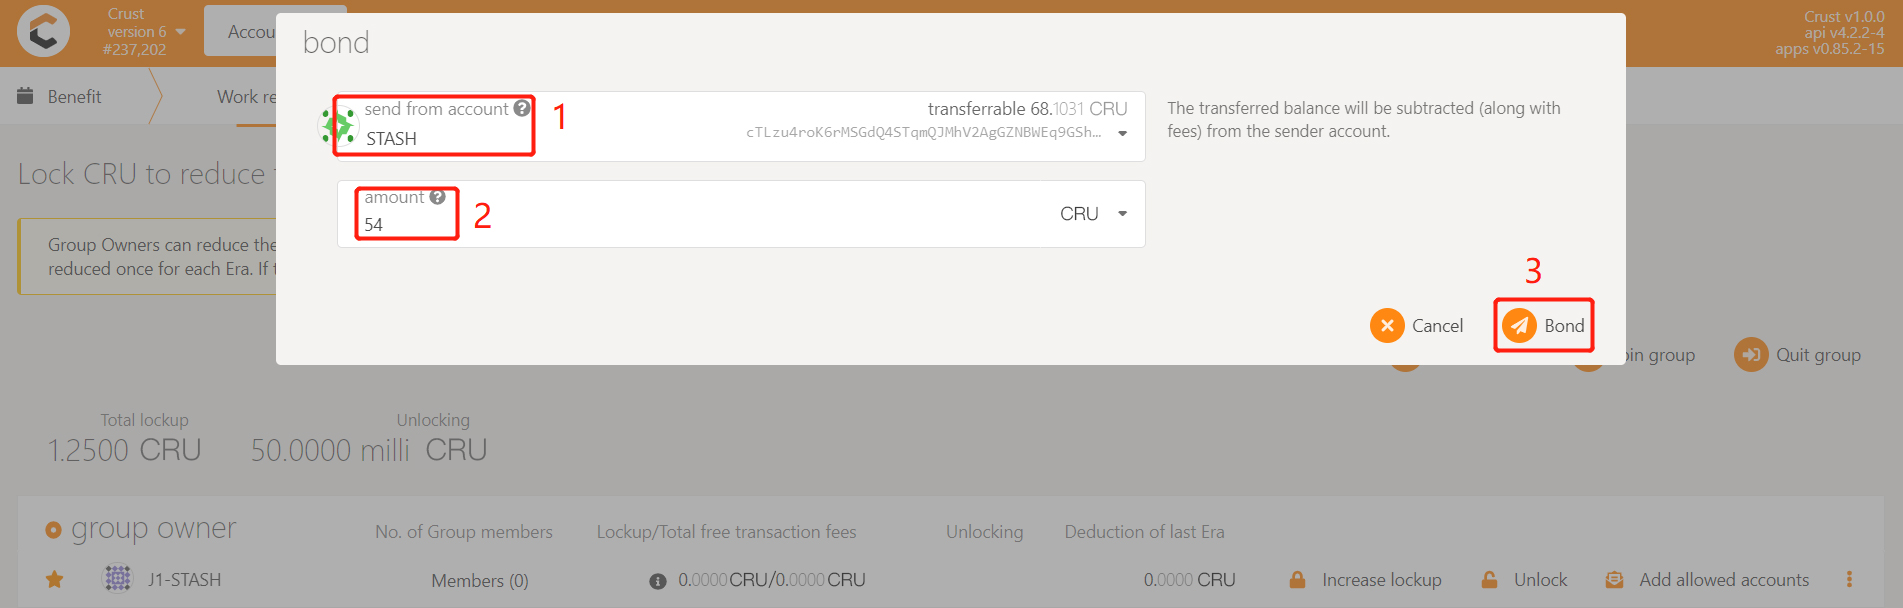 Crust
version 6
#237,202
Accou
Crust v1.0.0
api v4.2.2-4
apps v0.85.2-15
bond
Benefit
Work re
send from account
1
transferrable 68.1031 CRU
STASH
cTLzu4roK6rMSGdQ4STqmQJMhV2AgGZNBWEq9GSh...
The transferred balance will be subtracted (along with
fees) from the sender account.
Lock CRU to reduce
amount
2
54
CRU
Group Owners can reduce the
reduced once for each Era. If t
3
Cancel
Bond
in group
Quit group
Total lockup
Unlocking
1.2500 CRU
50.0000 milli CRU
group owner
No. of Group members
Lockup/Total free transaction fees
Unlocking
Deduction of last Era
J1-STASH
Members (0)
0.0000 CRU/0.0000 CRU
0.0000 CRU
Increase lockup
Unlock
Add allowed accounts